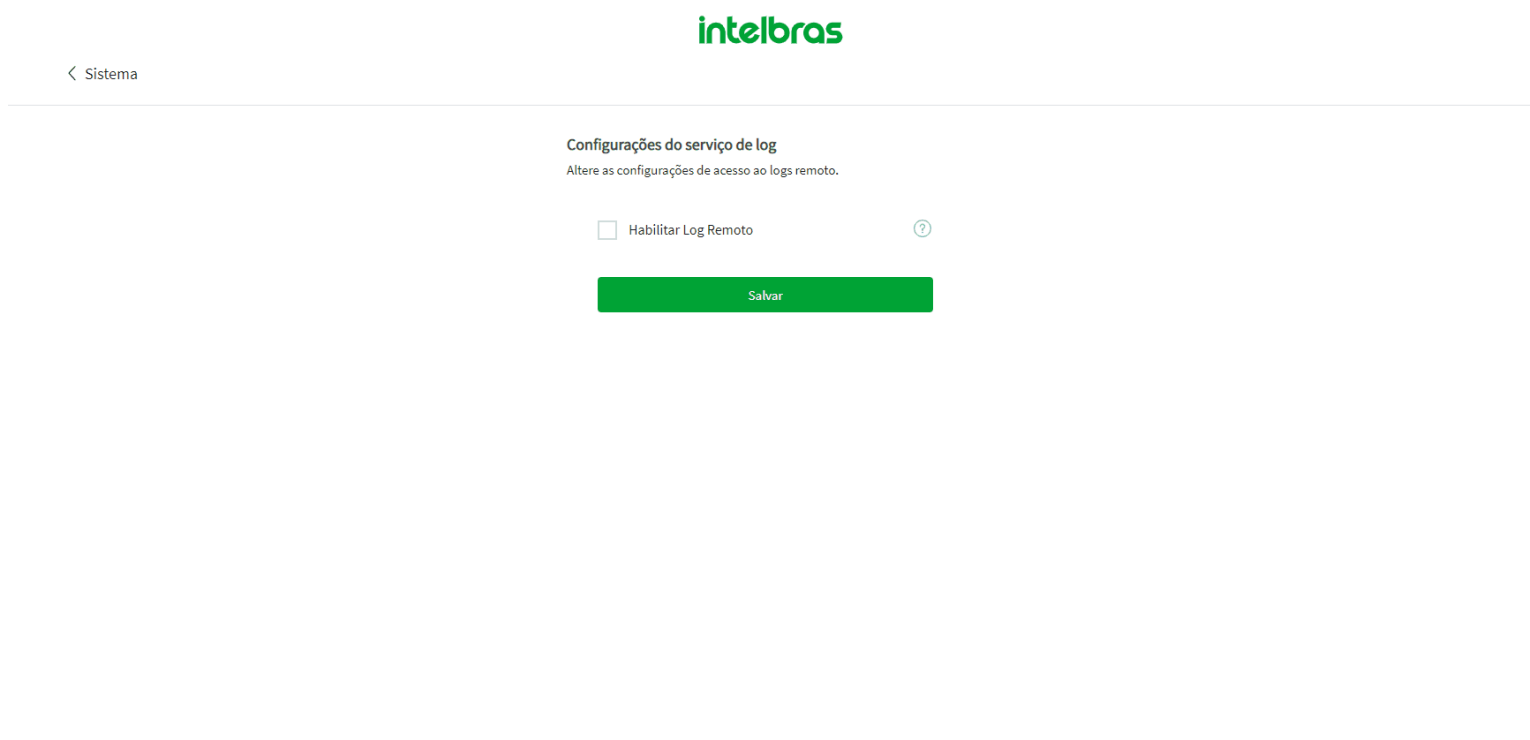 intelbras
Sistema
Configurações do serviço de log
Altere as configurações de acesso ao logs remoto.
Habilitar Log Remoto
?
Salvar